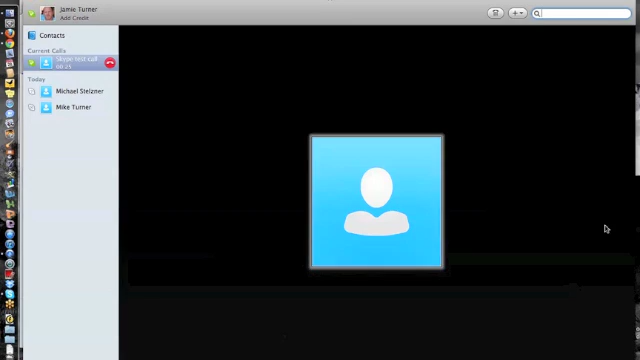 Jamie Turner
Add Credit
Contacts
Current Calls
Skype test call
00:25
Today
Michael Stelzner
Mike Turner